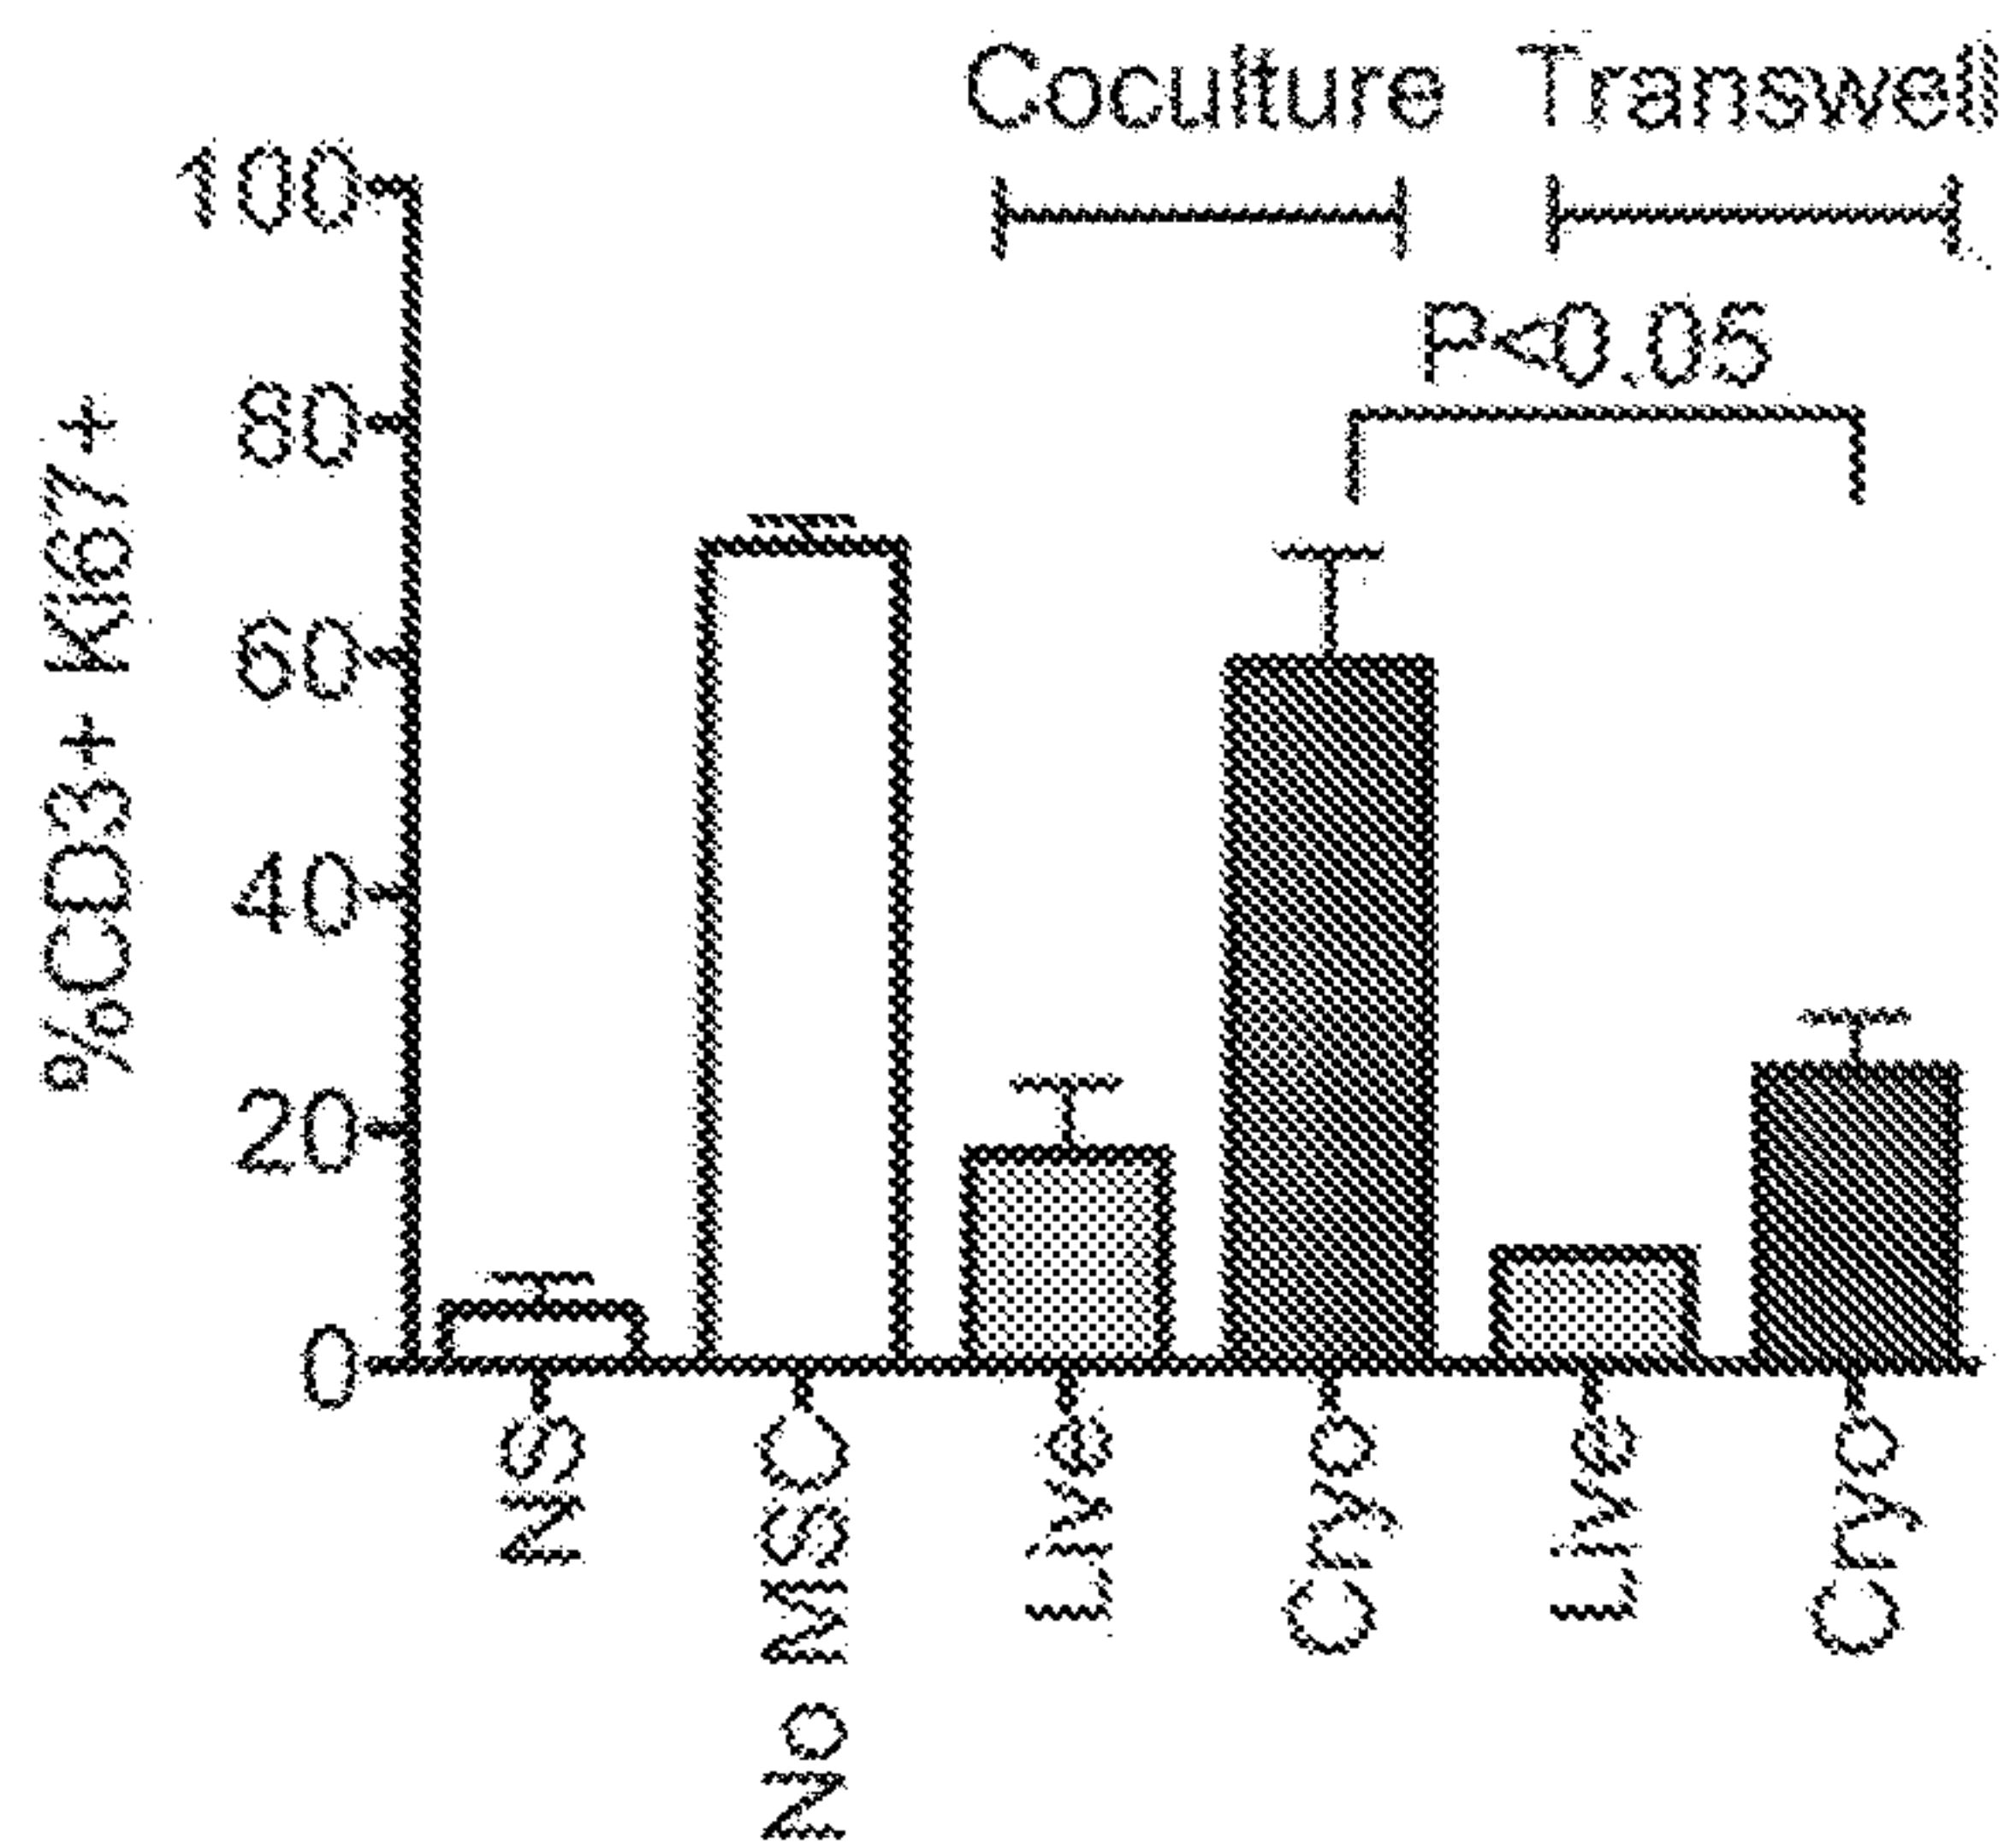 Coculture Transwell
P<0.05
%CD3+ Ki67+
100
80
60
40
20
0
NS
No MSC
Live
Cryo
Live
Cryo